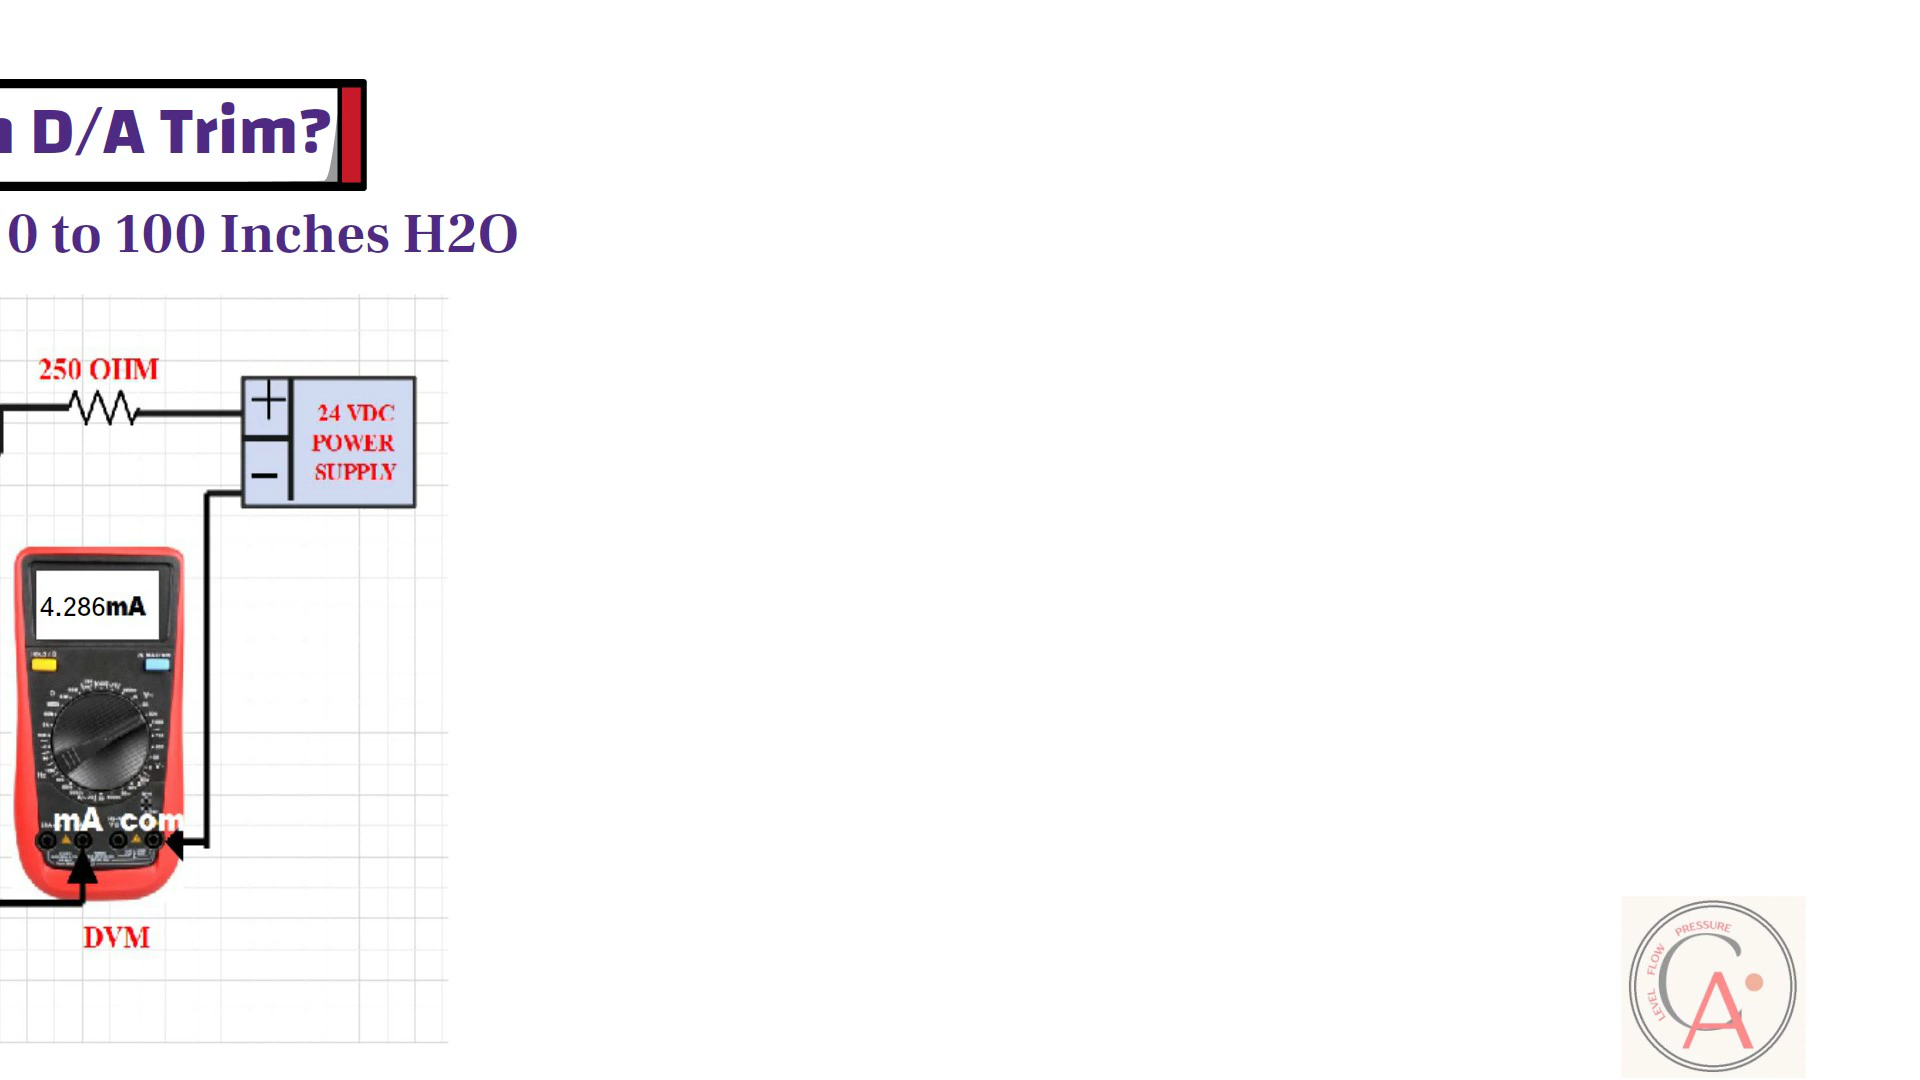 D/A Trim?
0 to 100 Inches H2O
250 OHM
24 VDC
POWER
SUPPLY
4.286mA
mA com
DVM
PRESSURE
FLOW
LEVEL
CA